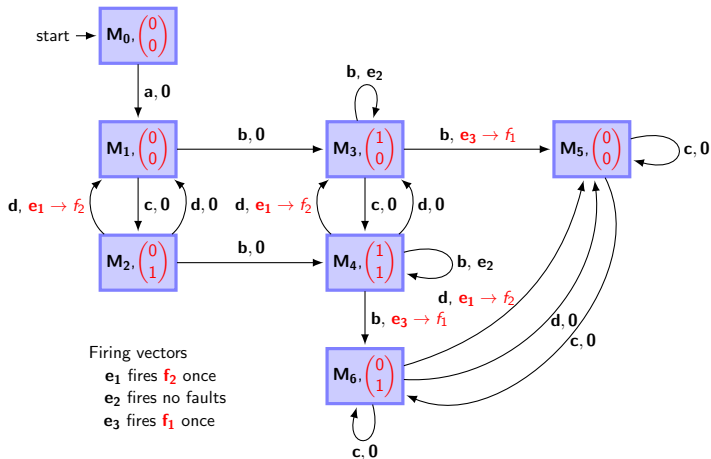 start
M₀, (0 0)
a, 0
b, e₂
M₁, (0 0)
b, 0
M₃, (1 0)
b, e₃ → f₁
M₅, (0 0)
c, 0
d, e₁ → f₂
c, 0
d, 0
d, e₁ → f₂
c, 0
d, 0
M₂, (0 1)
b, 0
M₄, (1 1)
b, e₂
d, e₁ → f₂
b, e₃ → f₁
d, 0
c, 0
Firing vectors
e₁ fires f₂ once
e₂ fires no faults
e₃ fires f₁ once
M₆, (0 1)
c, 0